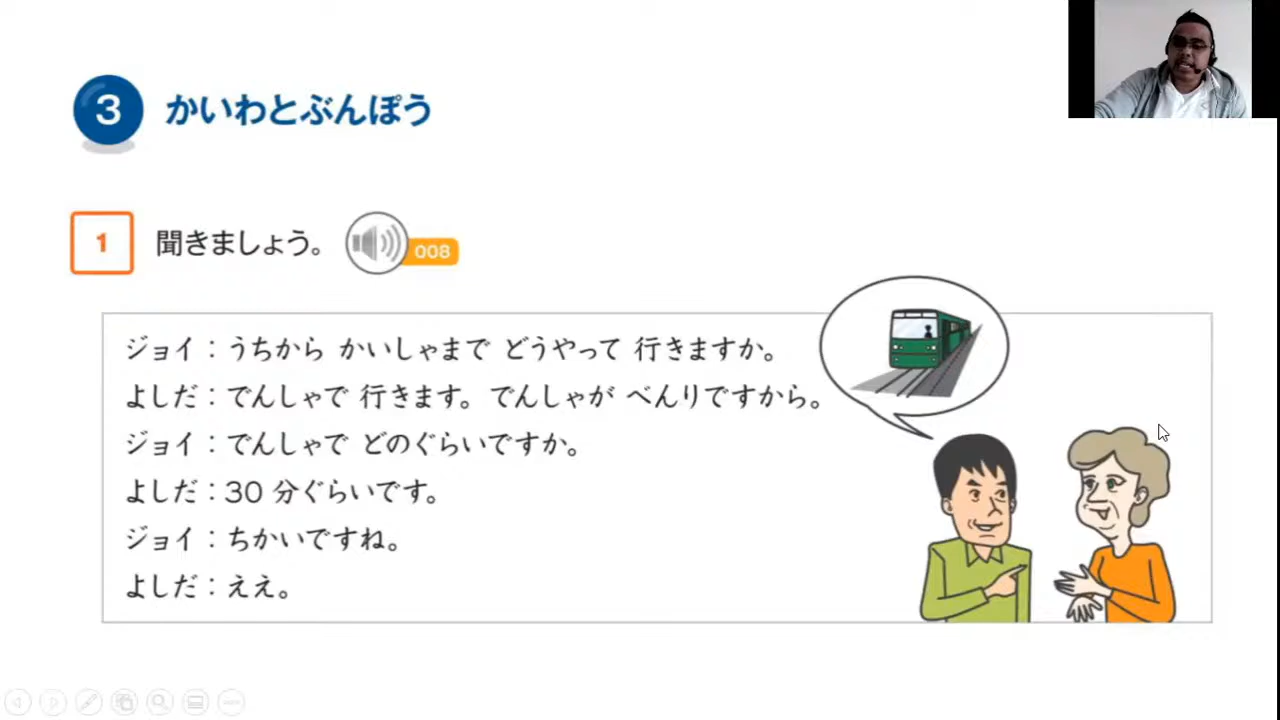 3 かいわとぶんぽう
1 聞きましょう。 008
ジョイ：うちから かいしゃまで どうやって 行きますか。
よしだ：でんしゃで 行きます。でんしゃが べんりですから。
ジョイ：でんしゃで どのぐらいですか。
よしだ：30 分ぐらいです。
ジョイ：ちかいですね。
よしだ：ええ。